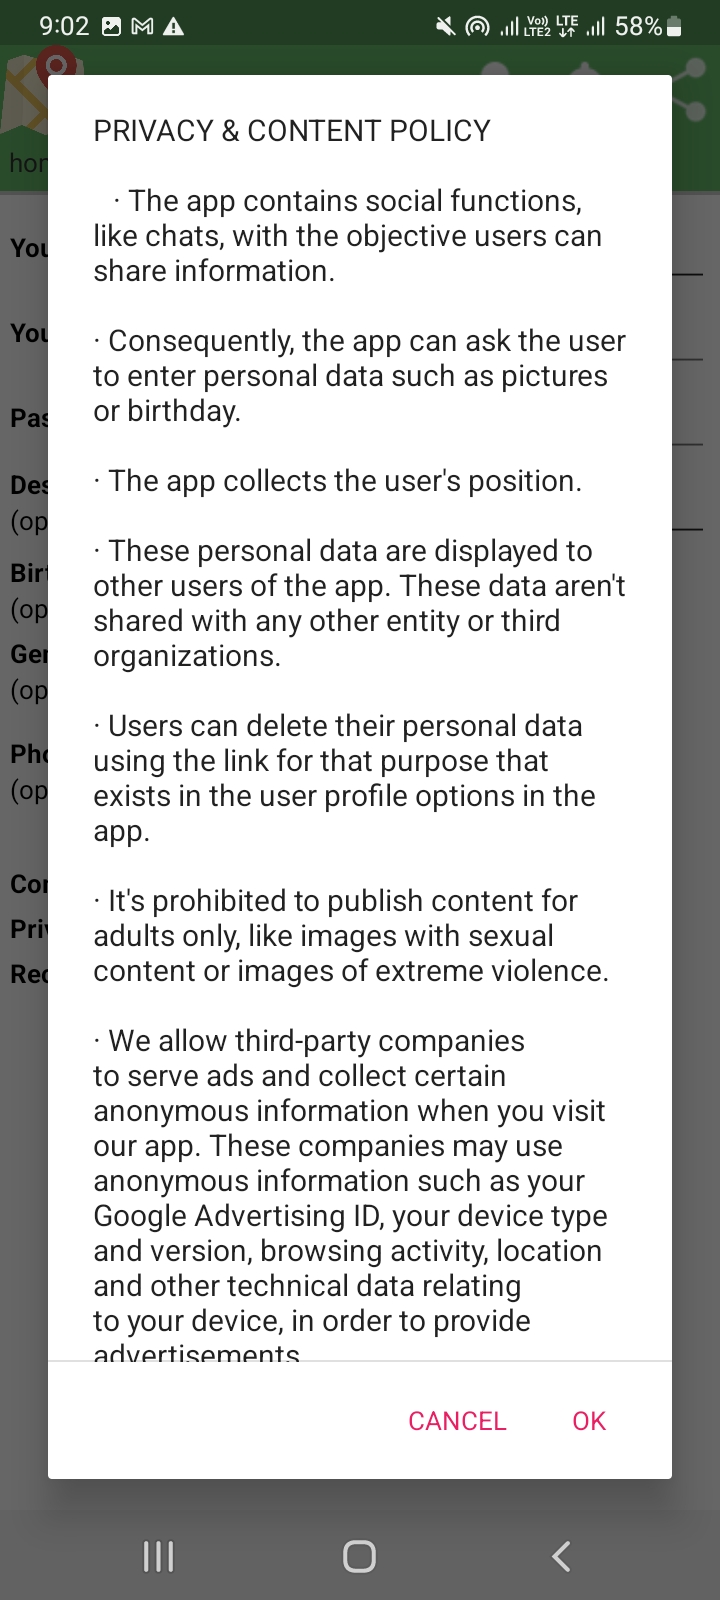 9:02
Vo)) LTE
LTE2
58%
hor
PRIVACY & CONTENT POLICY
· The app contains social functions,
like chats, with the objective users can
share information.
· Consequently, the app can ask the user
to enter personal data such as pictures
or birthday.
· The app collects the user's position.
· These personal data are displayed to
other users of the app. These data aren't
shared with any other entity or third
organizations.
· Users can delete their personal data
using the link for that purpose that
exists in the user profile options in the
app.
· It's prohibited to publish content for
adults only, like images with sexual
content or images of extreme violence.
· We allow third-party companies
to serve ads and collect certain
anonymous information when you visit
our app. These companies may use
anonymous information such as your
Google Advertising ID, your device type
and version, browsing activity, location
and other technical data relating
to your device, in order to provide
advertisements
CANCEL OK
You
You
Pas
Des
(op
Birt
(op
Ger
(op
Pho
(op
Cor
Priv
Rec